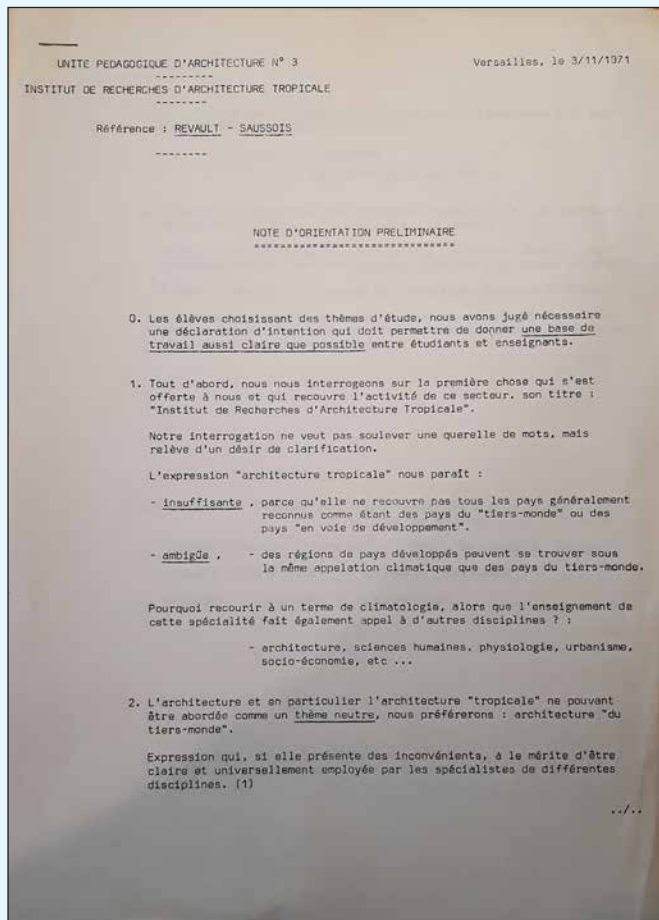 UNITE PEDAGOGIQUE D'ARCHITECTURE N° 3
Versailles, le 3/11/1971
---------
INSTITUT DE RECHERCHES D'ARCHITECTURE TROPICALE
--------
Référence : REVAULT - SAUSSOIS
--------
NOTE D'ORIENTATION PRELIMINAIRE
===============================
0. Les élèves choisissant des thèmes d'étude, nous avons jugé nécessaire
une déclaration d'intention qui doit permettre de donner une base de
travail aussi claire que possible entre étudiants et enseignants.
1. Tout d'abord, nous nous interrogeons sur la première chose qui s'est
offerte à nous et qui recouvre l'activité de ce secteur, son titre :
"Institut de Recherches d'Architecture Tropicale".
Notre interrogation ne veut pas soulever une querelle de mots, mais
relève d'un désir de clarification.
L'expression "architecture tropicale" nous paraît :
- insuffisante , parce qu'elle ne recouvre pas tous les pays généralement
reconnus comme étant des pays du "tiers-monde" ou des
pays "en voie de développement".
- ambigüe , - des régions de pays développés peuvent se trouver sous
la même appelation climatique que des pays du tiers-monde.
Pourquoi recourir à un terme de climatologie, alors que l'enseignement de
cette spécialité fait également appel à d'autres disciplines ? :
- architecture, sciences humaines, physiologie, urbanisme,
socio-économie, etc ...
2. L'architecture et en particulier l'architecture "tropicale" ne pouvant
être abordée comme un thème neutre, nous préférerons : architecture "du
tiers-monde".
Expression qui, si elle présente des inconvénients, à le mérite d'être
claire et universellement employée par les spécialistes de différentes
disciplines. (1)
../..